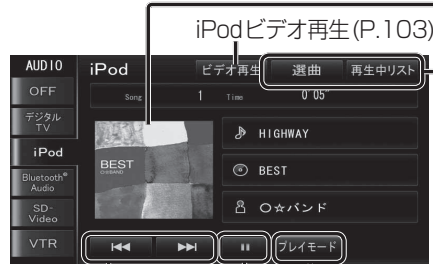 iPodビデオ再生(P.103)
AUDIO
iPod
ビデオ再生
選曲
再生中リスト
OFF
Song 1 Time 0'05"
デジタル
TV
HIGHWAY
iPod
BEST
CHIBAND
BEST
Bluetooth®
Audio
○☆バンド
SD-
Video
VTR
プレイモード